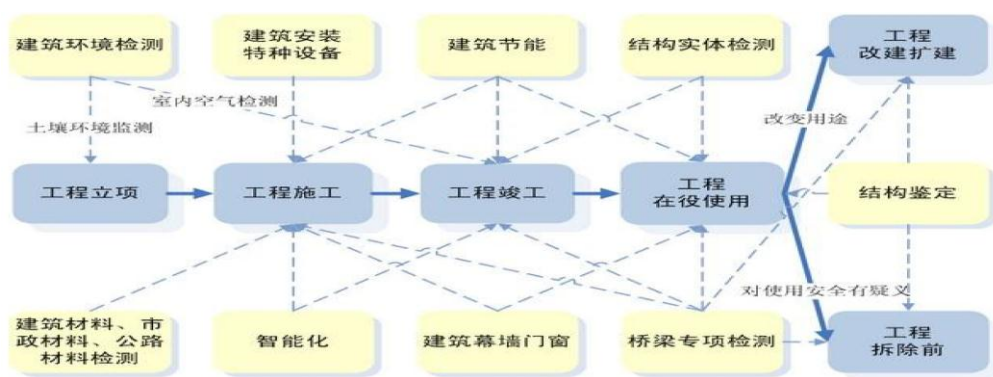 建筑环境检测
建筑安装
特种设备
建筑节能
结构实体检测
工程
改建扩建
室内空气检测
土壤环境监测
改变用途
工程立项
工程施工
工程竣工
工程
在役使用
结构鉴定
对使用安全有疑义
建筑材料、市
政材料、公路
材料检测
智能化
建筑幕墙门窗
桥梁专项检测
工程
拆除前